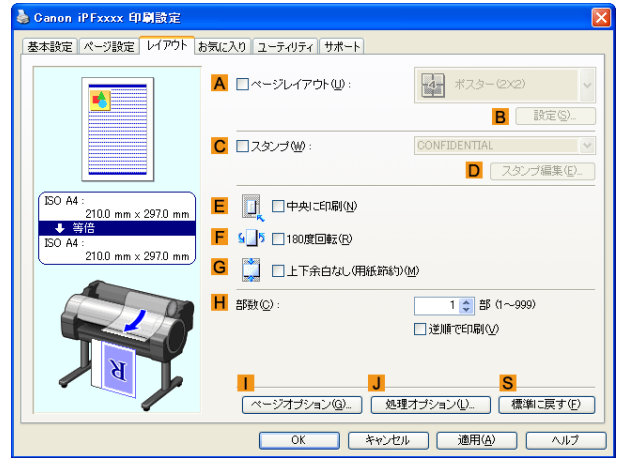 Canon iPFxxxx 印刷設定
基本設定 ページ設定 レイアウト お気に入り ユーティリティ サポート
A ページレイアウト(U) : ポスター(2×2)
B 設定(S)...
C スタンプ(W) : CONFIDENTIAL
D スタンプ編集(E)...
ISO A4 :
210.0 mm x 297.0 mm
等倍
ISO A4 :
210.0 mm x 297.0 mm
E 中央に印刷(N)
F 180度回転(R)
G 上下余白なし(用紙節約)(M)
H 部数(C) : 1 部 (1～999)
逆順で印刷(V)
R
I J S
ページオプション(G)... 処理オプション(L)... 標準に戻す(F)
OK キャンセル 適用(A) ヘルプ